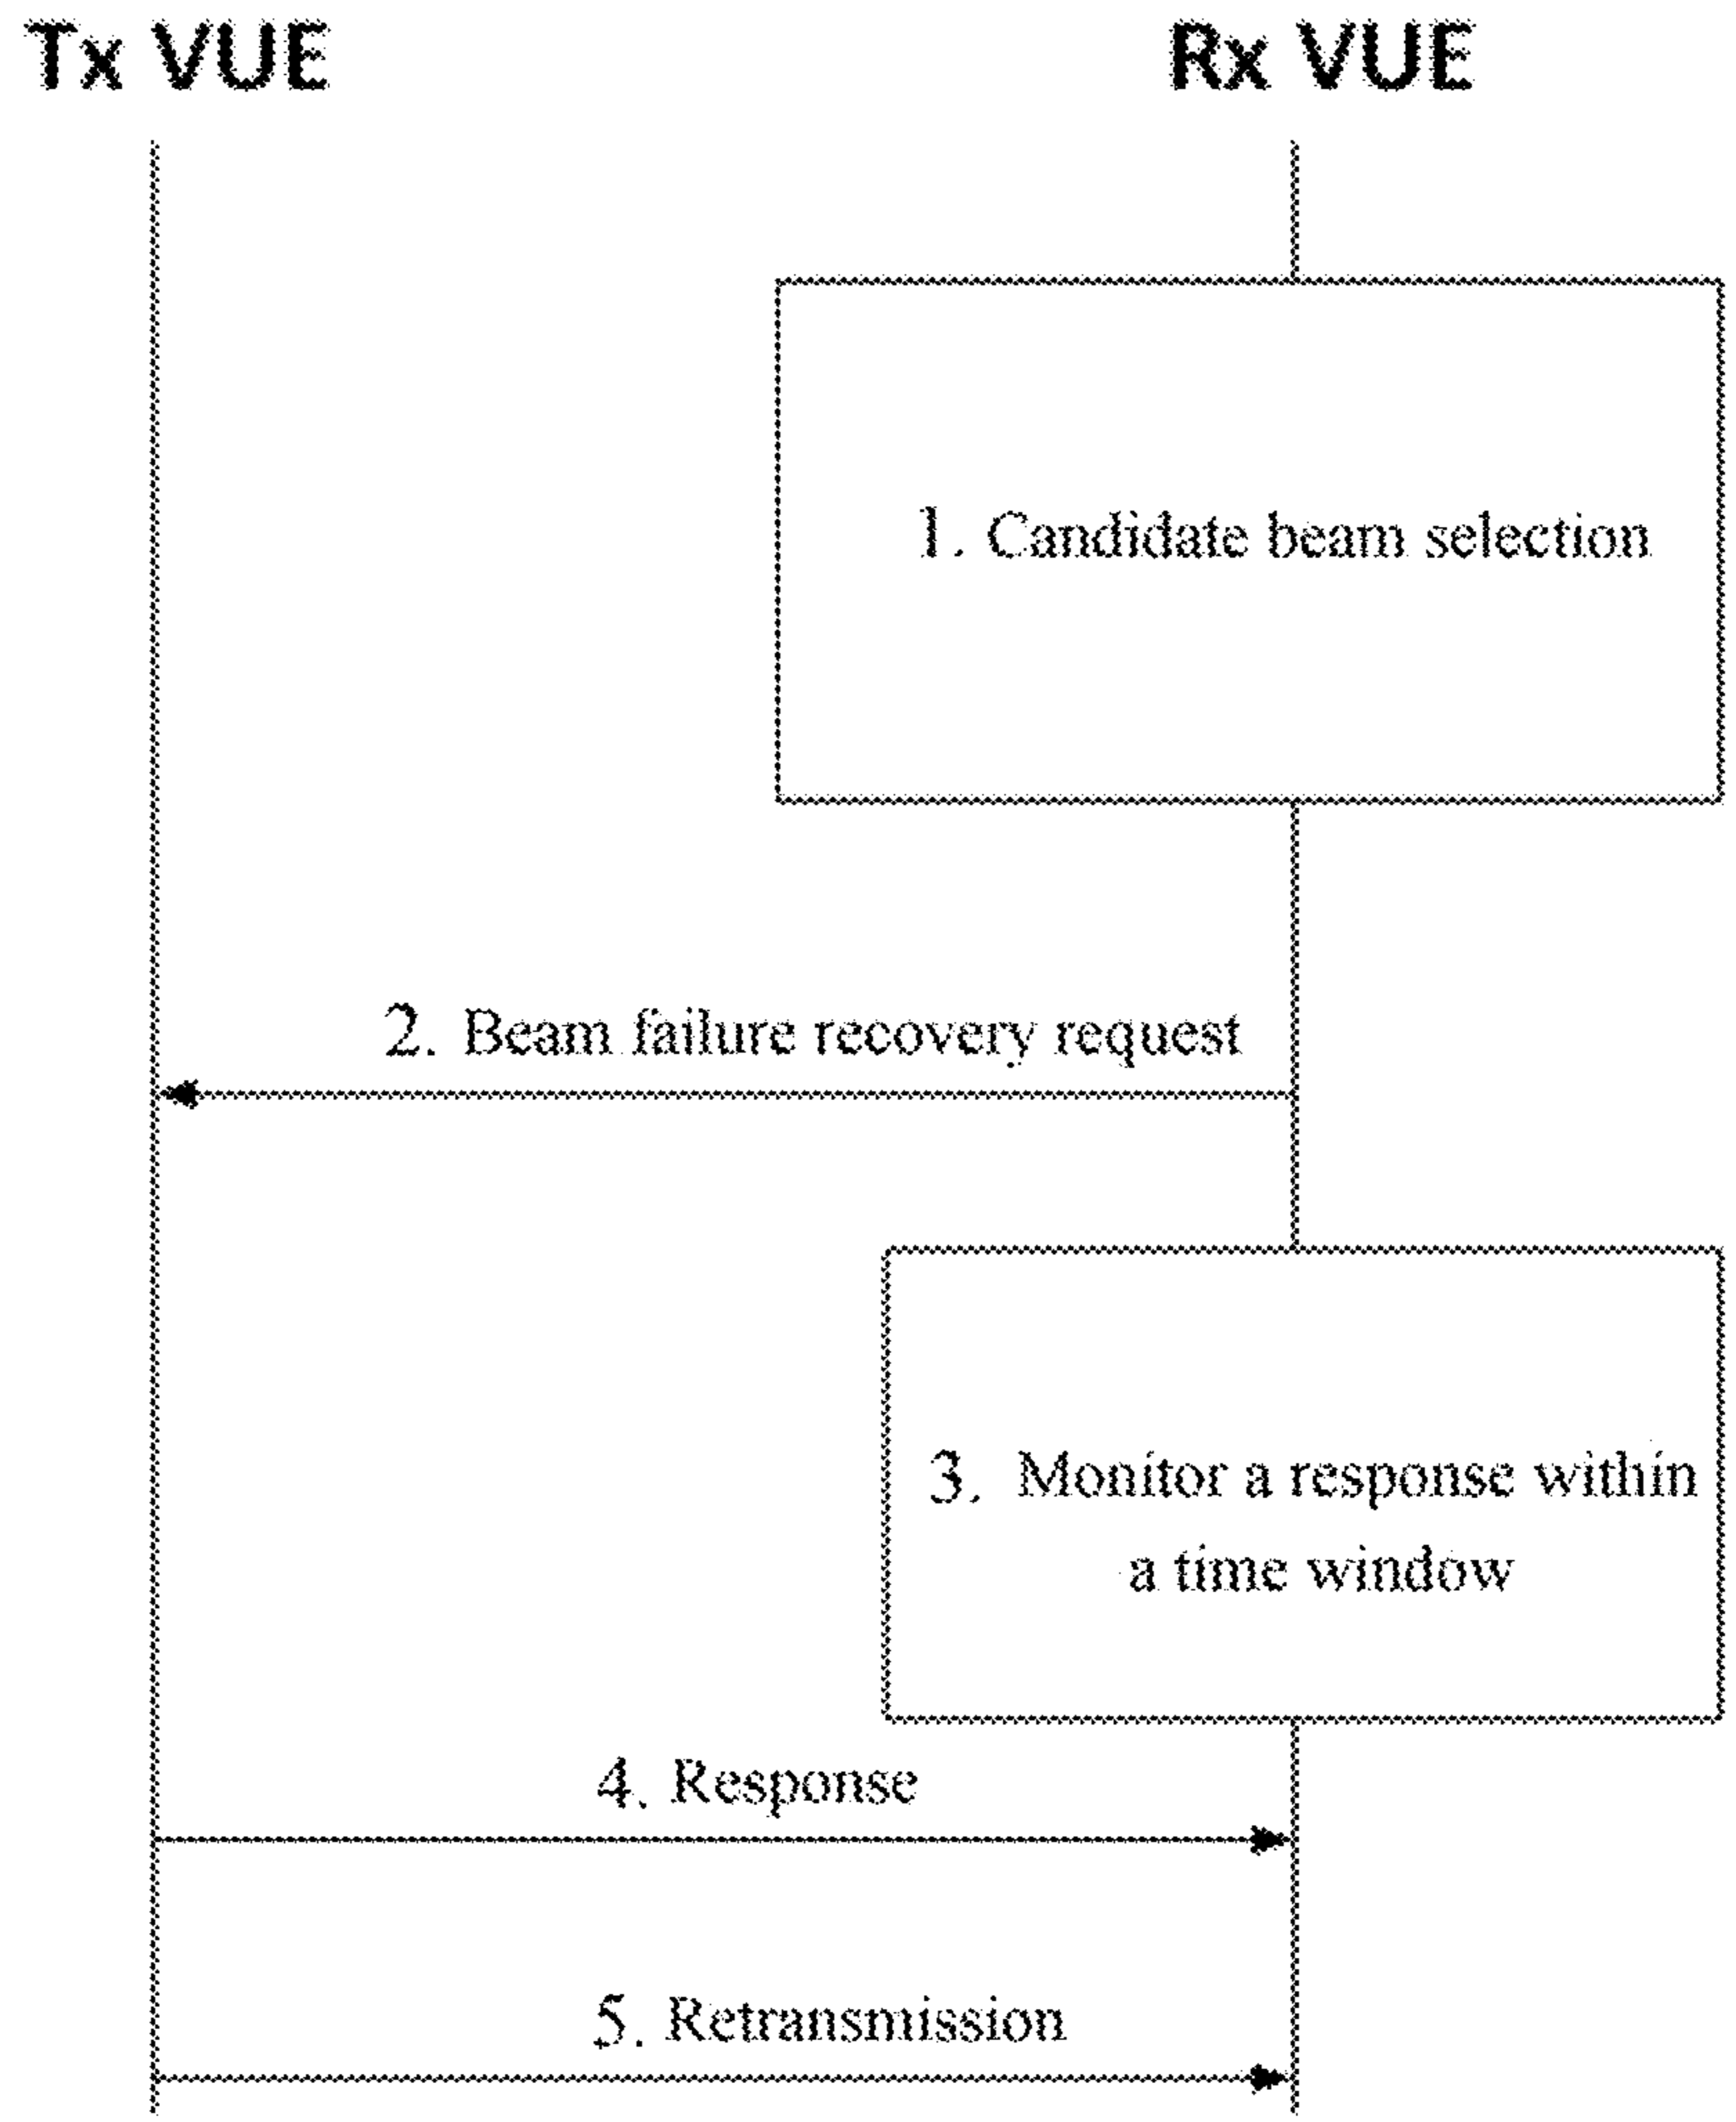 Tx VUE
Rx VUE
1. Candidate beam selection
2. Beam failure recovery request
3. Monitor a response within
a time window
4. Response
5. Retransmission